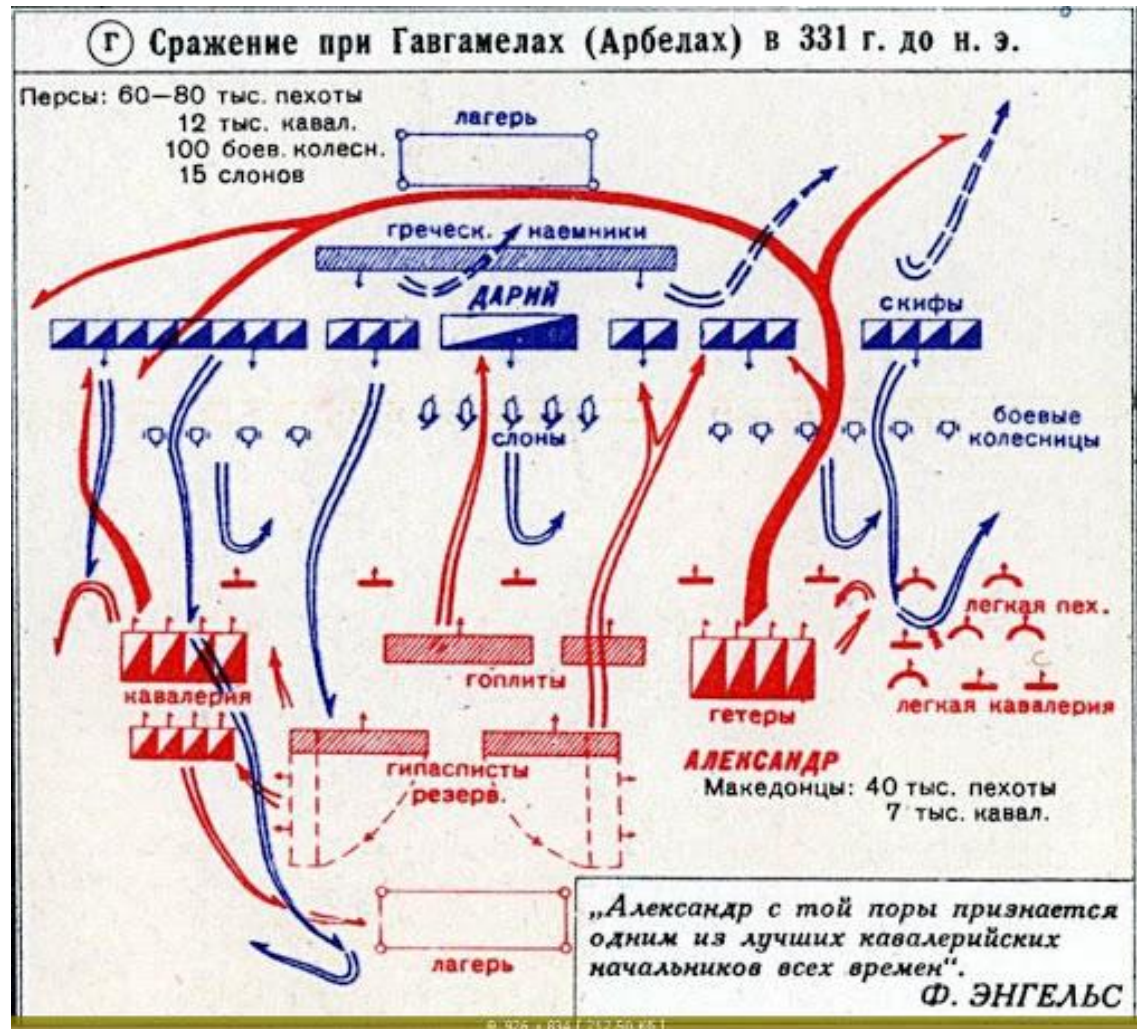 г Сражение при Гавгамелах (Арбелах) в 331 г. до н. э.
Персы: 60—80 тыс. пехоты
12 тыс. кавал.
100 боев. колесн.
15 слонов
лагерь
греческ. наемники
ДАРИЙ
скифы
слоны
боевые
колесницы
легкая пех.
кавалерия
гоплиты
гетеры
легкая кавалерия
гипасписты
резерв.
АЛЕКСАНДР
Македонцы: 40 тыс. пехоты
7 тыс. кавал.
лагерь
„Александр с той поры признается
одним из лучших кавалерийских
начальников всех времен“.
Ф. ЭНГЕЛЬС